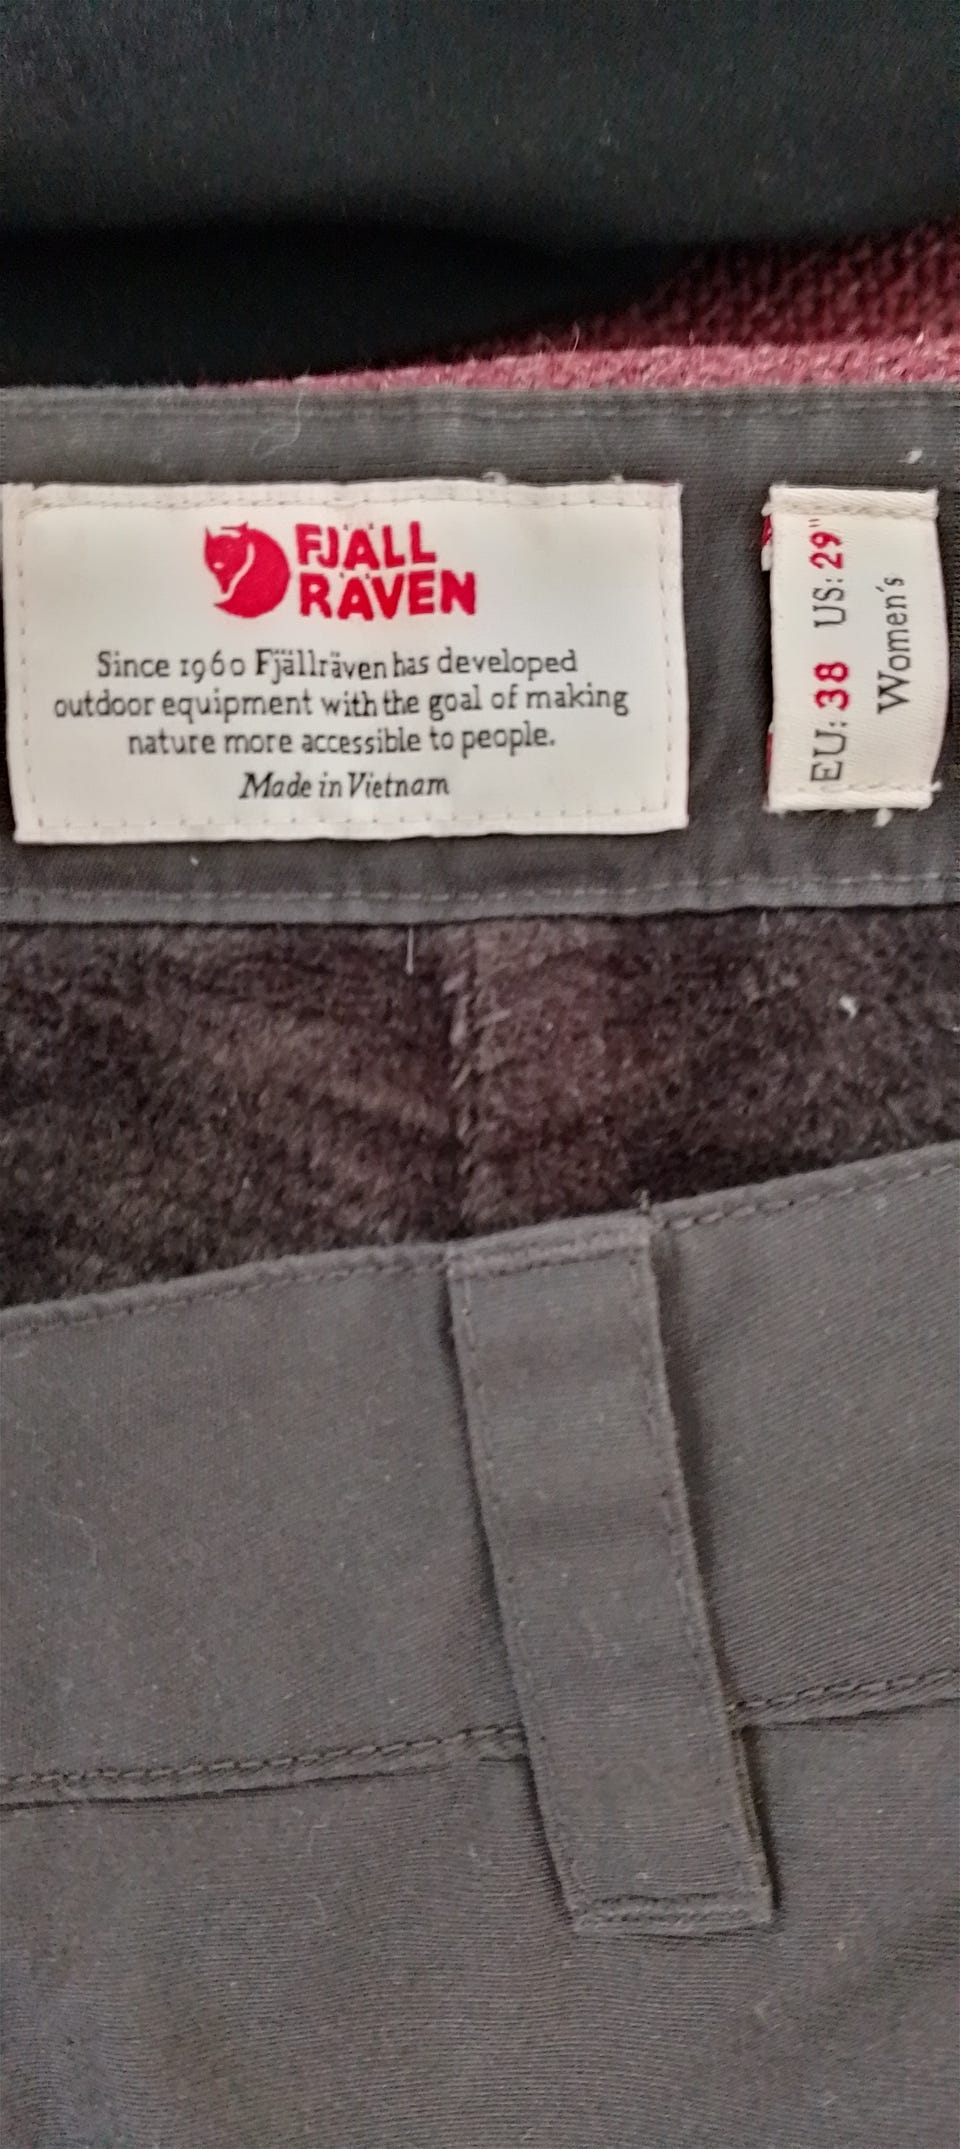 FJÄLL
RÄVEN
Since 1960 Fjällräven has developed
outdoor equipment with the goal of making
nature more accessible to people.
Made in Vietnam
EU: 38 US: 29"
Women's